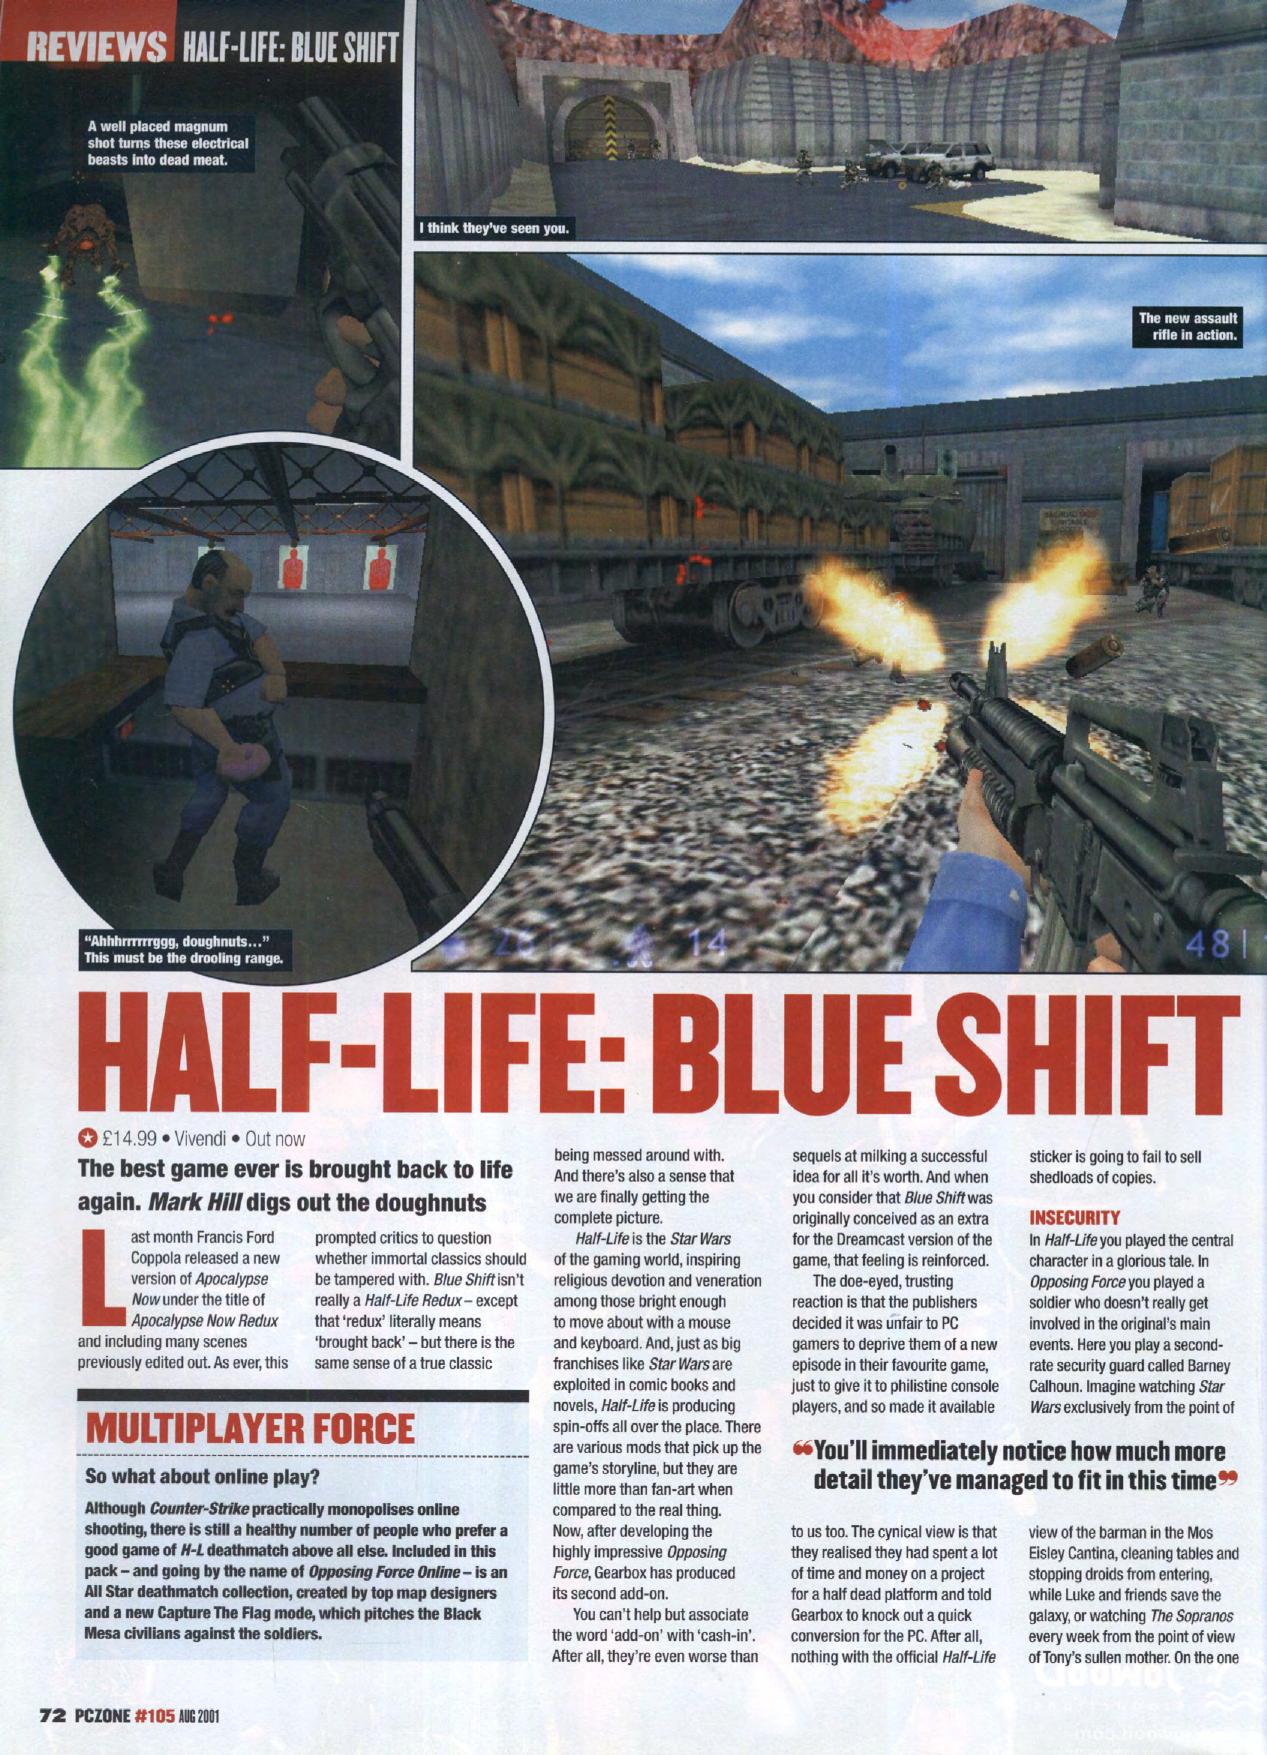 REVIEWS HALF-LIFE: BLUE SHIFT
A well placed magnum
shot turns these electrical
beasts into dead meat.
I think they've seen you.
The new assault
rifle in action.
26 14 48|
"Ahhhrrrrrrggg, doughnuts..."
This must be the drooling range.
HALF-LIFE: BLUE SHIFT
£14.99 • Vivendi • Out now
The best game ever is brought back to life
again. Mark Hill digs out the doughnuts
Last month Francis Ford
Coppola released a new
version of Apocalypse
Now under the title of
Apocalypse Now Redux
and including many scenes
previously edited out. As ever, this
prompted critics to question
whether immortal classics should
be tampered with. Blue Shift isn't
really a Half-Life Redux – except
that 'redux' literally means
'brought back' – but there is the
same sense of a true classic
being messed around with.
And there's also a sense that
we are finally getting the
complete picture.
Half-Life is the Star Wars
of the gaming world, inspiring
religious devotion and veneration
among those bright enough
to move about with a mouse
and keyboard. And, just as big
franchises like Star Wars are
exploited in comic books and
novels, Half-Life is producing
spin-offs all over the place. There
are various mods that pick up the
game's storyline, but they are
little more than fan-art when
compared to the real thing.
Now, after developing the
highly impressive Opposing
Force, Gearbox has produced
its second add-on.
You can't help but associate
the word 'add-on' with 'cash-in'.
After all, they're even worse than
sequels at milking a successful
idea for all it's worth. And when
you consider that Blue Shift was
originally conceived as an extra
for the Dreamcast version of the
game, that feeling is reinforced.
The doe-eyed, trusting
reaction is that the publishers
decided it was unfair to PC
gamers to deprive them of a new
episode in their favourite game,
just to give it to philistine console
players, and so made it available
to us too. The cynical view is that
they realised they had spent a lot
of time and money on a project
for a half dead platform and told
Gearbox to knock out a quick
conversion for the PC. After all,
nothing with the official Half-Life
sticker is going to fail to sell
shedloads of copies.
INSECURITY
In Half-Life you played the central
character in a glorious tale. In
Opposing Force you played a
soldier who doesn't really get
involved in the original's main
events. Here you play a second-
rate security guard called Barney
Calhoun. Imagine watching Star
Wars exclusively from the point of
view of the barman in the Mos
Eisley Cantina, cleaning tables and
stopping droids from entering,
while Luke and friends save the
galaxy, or watching The Sopranos
every week from the point of view
of Tony's sullen mother. On the one
“You'll immediately notice how much more
detail they've managed to fit in this time”
MULTIPLAYER FORCE
So what about online play?
Although Counter-Strike practically monopolises online
shooting, there is still a healthy number of people who prefer a
good game of H-L deathmatch above all else. Included in this
pack – and going by the name of Opposing Force Online – is an
All Star deathmatch collection, created by top map designers
and a new Capture The Flag mode, which pitches the Black
Mesa civilians against the soldiers.
72 PCZONE #105 AUG 2001